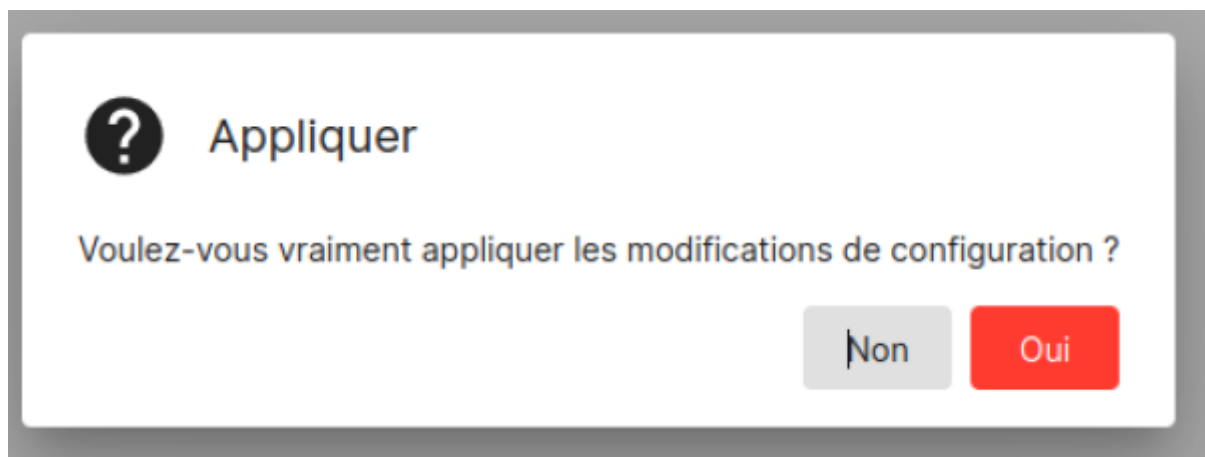 Appliquer
Voulez-vous vraiment appliquer les modifications de configuration ?
Non
Oui